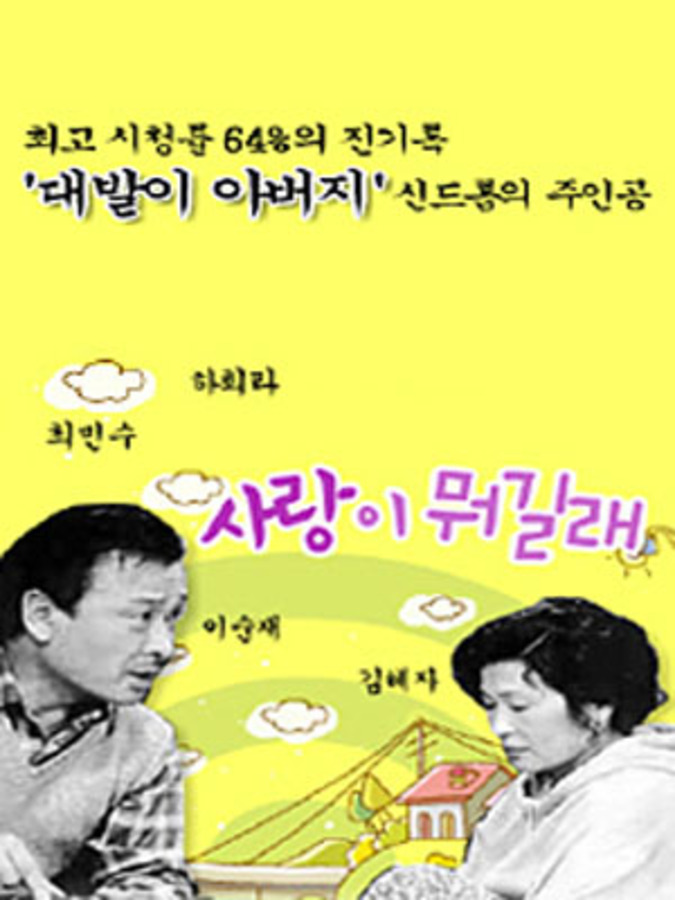 최고 시청률 64%의 진기록
'대발이 아버지' 신드롬의 주인공
하희라
최민수
사랑이 뭐길래
이순재
김혜자